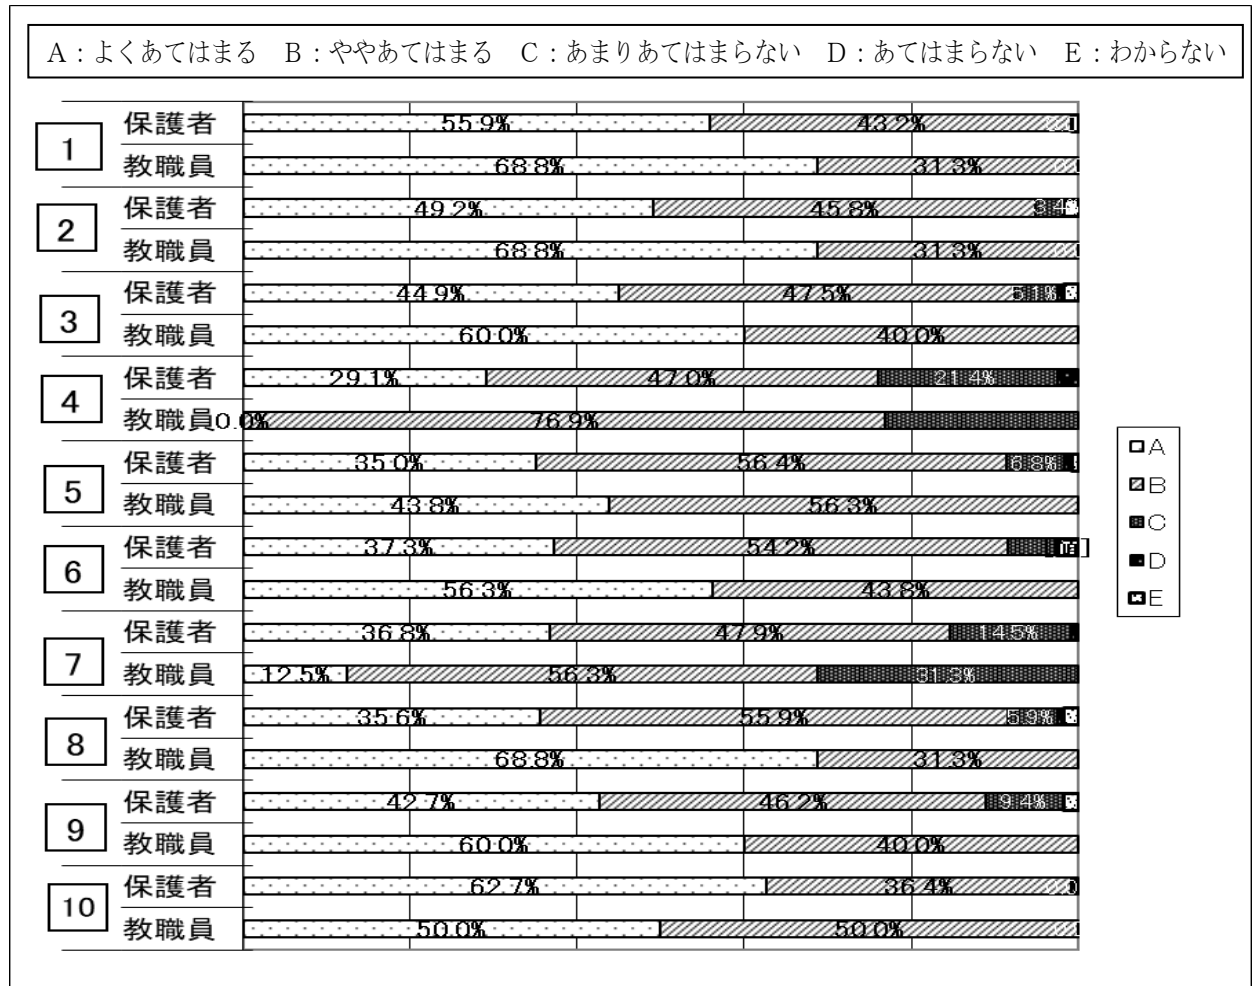 A：よくあてはまる　B：ややあてはまる　C：あまりあてはまらない　D：あてはまらない　E：わからない
1
保護者 55.9% 43.2%
教職員 68.8% 31.3%
2
保護者 49.2% 45.8% 3.4%
教職員 68.8% 31.3%
3
保護者 44.9% 47.5% 5.1%
教職員 60.0% 40.0%
4
保護者 29.1% 47.0% 21.4%
教職員 0.0% 76.9%
5
保護者 35.0% 56.4% 6.8%
教職員 43.8% 56.3%
6
保護者 37.3% 54.2%
教職員 56.3% 43.8%
7
保護者 36.8% 47.9% 14.5%
教職員 12.5% 56.3% 31.3%
8
保護者 35.6% 55.9% 5.9%
教職員 68.8% 31.3%
9
保護者 42.7% 46.2% 9.4%
教職員 60.0% 40.0%
10
保護者 62.7% 36.4%
教職員 50.0% 50.0%
A
B
C
D
E